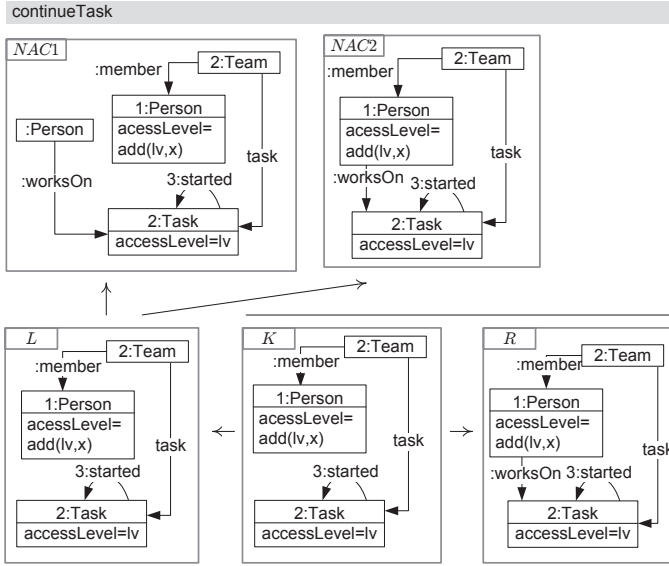 continueTask
NAC1
2:Team
:member
1:Person
acessLevel=
add(lv,x)
:Person
task
:worksOn
3:started
2:Task
accessLevel=lv
NAC2
2:Team
:member
1:Person
acessLevel=
add(lv,x)
task
:worksOn
3:started
2:Task
accessLevel=lv
L
2:Team
:member
1:Person
acessLevel=
add(lv,x)
task
3:started
2:Task
accessLevel=lv
K
2:Team
:member
1:Person
acessLevel=
add(lv,x)
task
3:started
2:Task
accessLevel=lv
R
2:Team
:member
1:Person
acessLevel=
add(lv,x)
task
:worksOn
3:started
2:Task
accessLevel=lv